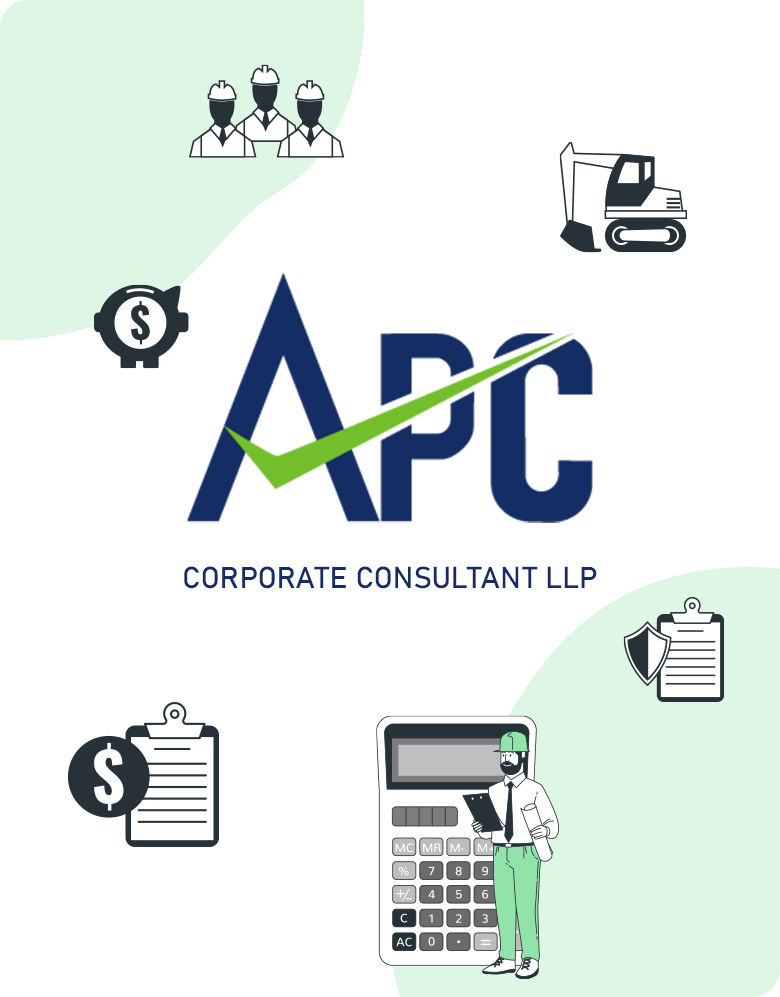 $
APC
CORPORATE CONSULTANT LLP
$
MC MR M- M+
% 7 8 9
+/- 4 5 6
C 1 2 3
AC 0 · =